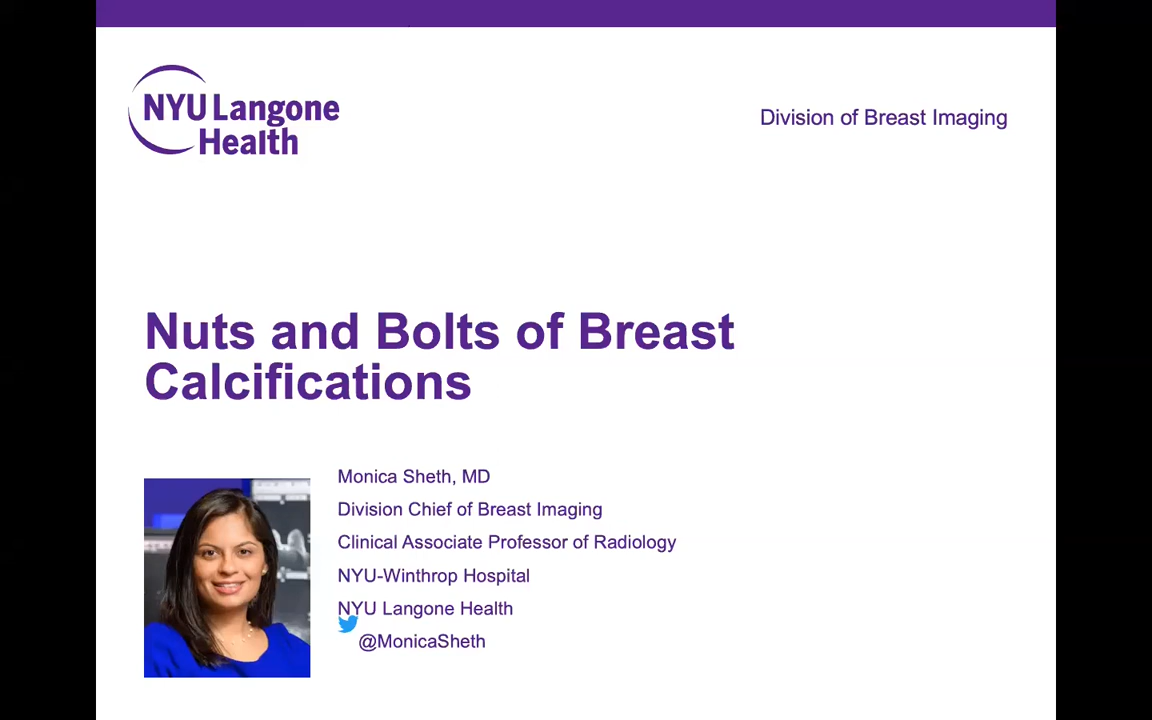 NYU Langone
Health
Division of Breast Imaging
Nuts and Bolts of Breast
Calcifications
Monica Sheth, MD
Division Chief of Breast Imaging
Clinical Associate Professor of Radiology
NYU-Winthrop Hospital
NYU Langone Health
@MonicaSheth